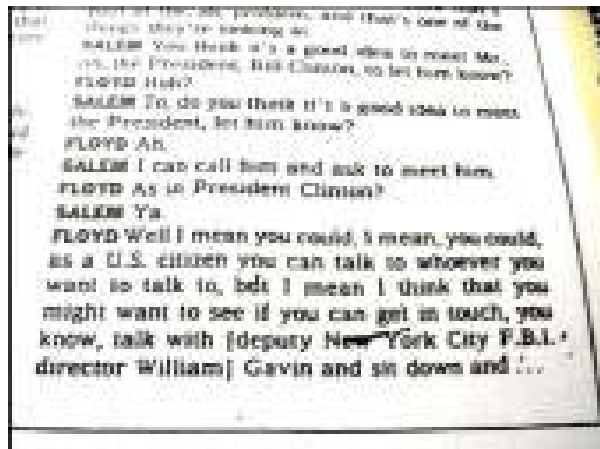 that's one of the
things they're looking at.
SALEM You think it's a good idea to meet Mr.
the President, Bill Clinton, to let him know?
FLOYD Huh?
SALEM do you think it's a good idea to meet
the President, let him know?
FLOYD Ah.
SALEM I can call him and ask to meet him.
FLOYD As in President Clinton?
SALEM Ya.
FLOYD Well I mean you could, I mean, you could,
as a U.S. citizen you can talk to whoever you
want to talk to, but I mean I think that you
might want to see if you can get in touch, you
know, talk with [deputy New York City F.B.I.
director William] Gavin and sit down and ...